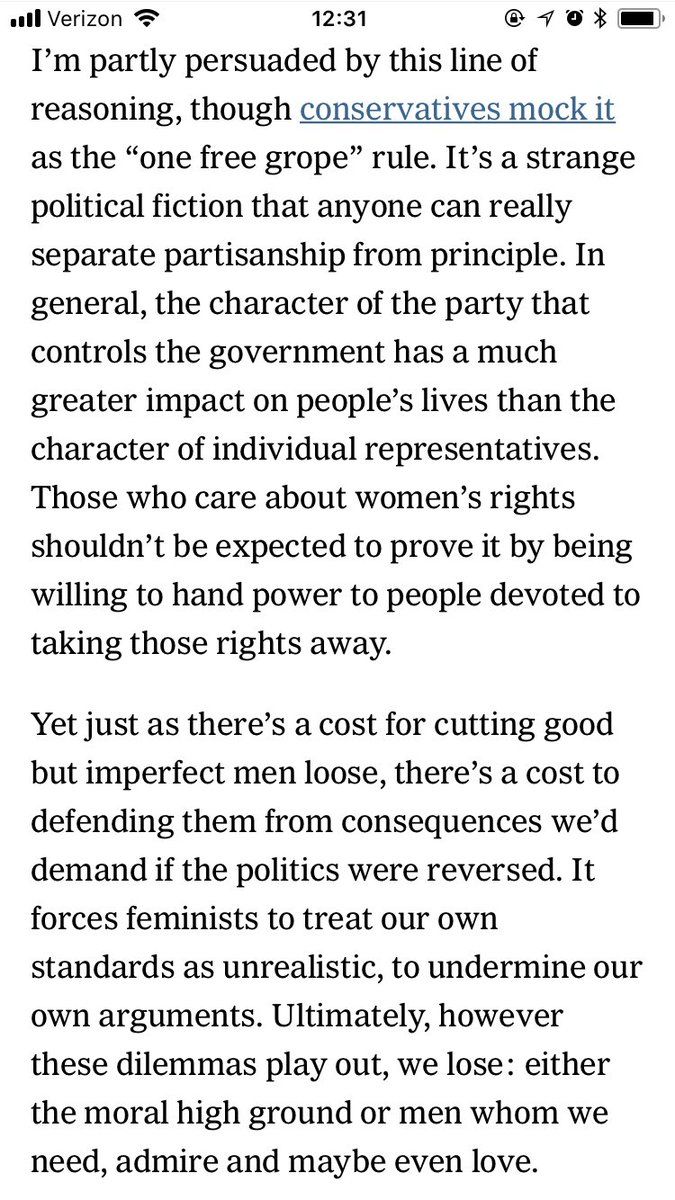 Verizon 12:31
I’m partly persuaded by this line of
reasoning, though conservatives mock it
as the “one free grope” rule. It’s a strange
political fiction that anyone can really
separate partisanship from principle. In
general, the character of the party that
controls the government has a much
greater impact on people’s lives than the
character of individual representatives.
Those who care about women’s rights
shouldn’t be expected to prove it by being
willing to hand power to people devoted to
taking those rights away.
Yet just as there’s a cost for cutting good
but imperfect men loose, there’s a cost to
defending them from consequences we’d
demand if the politics were reversed. It
forces feminists to treat our own
standards as unrealistic, to undermine our
own arguments. Ultimately, however
these dilemmas play out, we lose: either
the moral high ground or men whom we
need, admire and maybe even love.